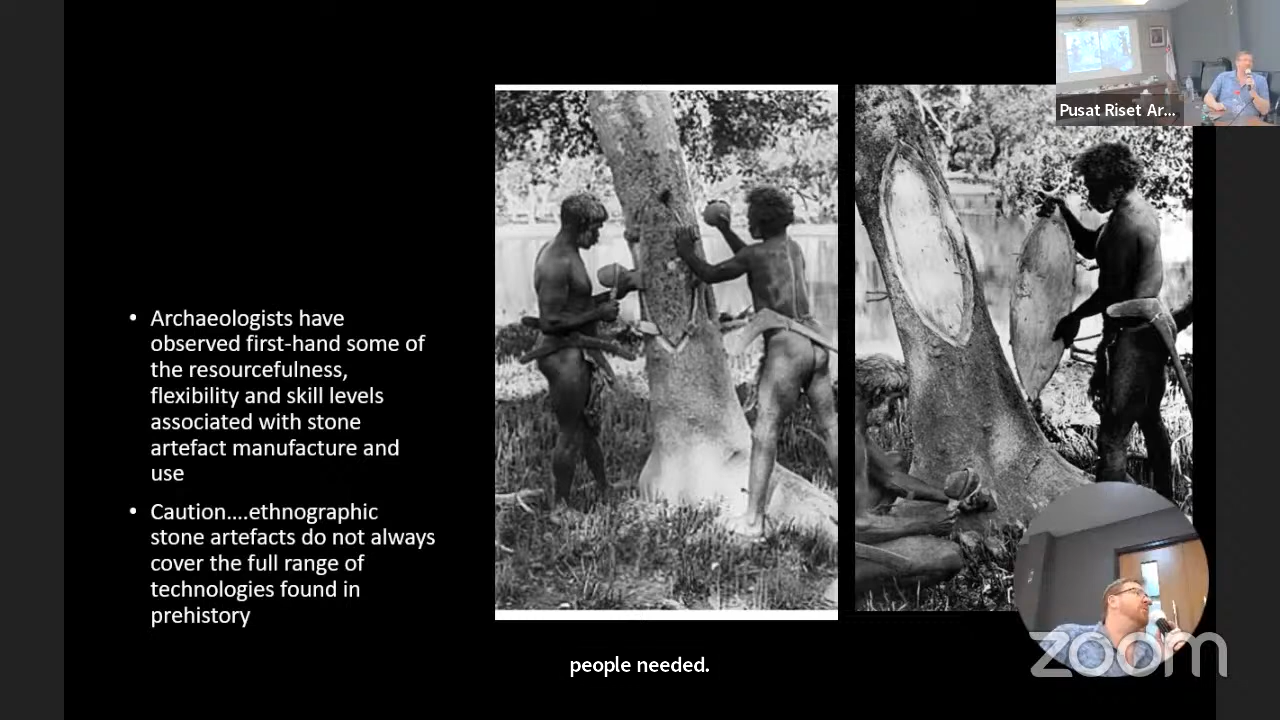 Pusat Riset Ar...
• Archaeologists have
observed first-hand some of
the resourcefulness,
flexibility and skill levels
associated with stone
artefact manufacture and
use
• Caution....ethnographic
stone artefacts do not always
cover the full range of
technologies found in
prehistory
people needed.
zoom